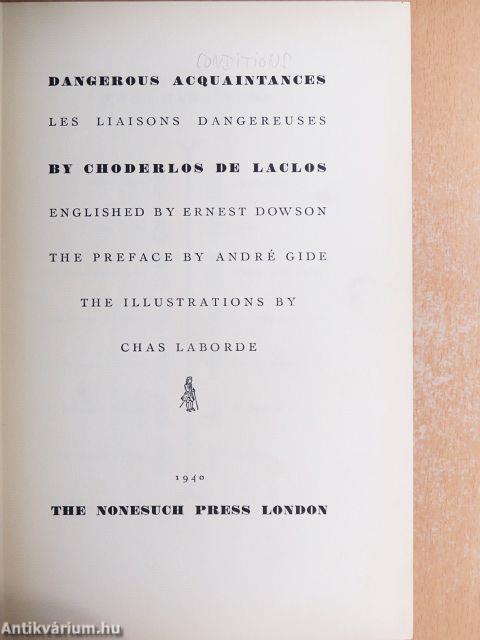 CONDITIONS
DANGEROUS ACQUAINTANCES
LES LIAISONS DANGEREUSES
BY CHODERLOS DE LACLOS
ENGLISHED BY ERNEST DOWSON
THE PREFACE BY ANDRÉ GIDE
THE ILLUSTRATIONS BY
CHAS LABORDE
1940
THE NONESUCH PRESS LONDON
Antikvárium.hu